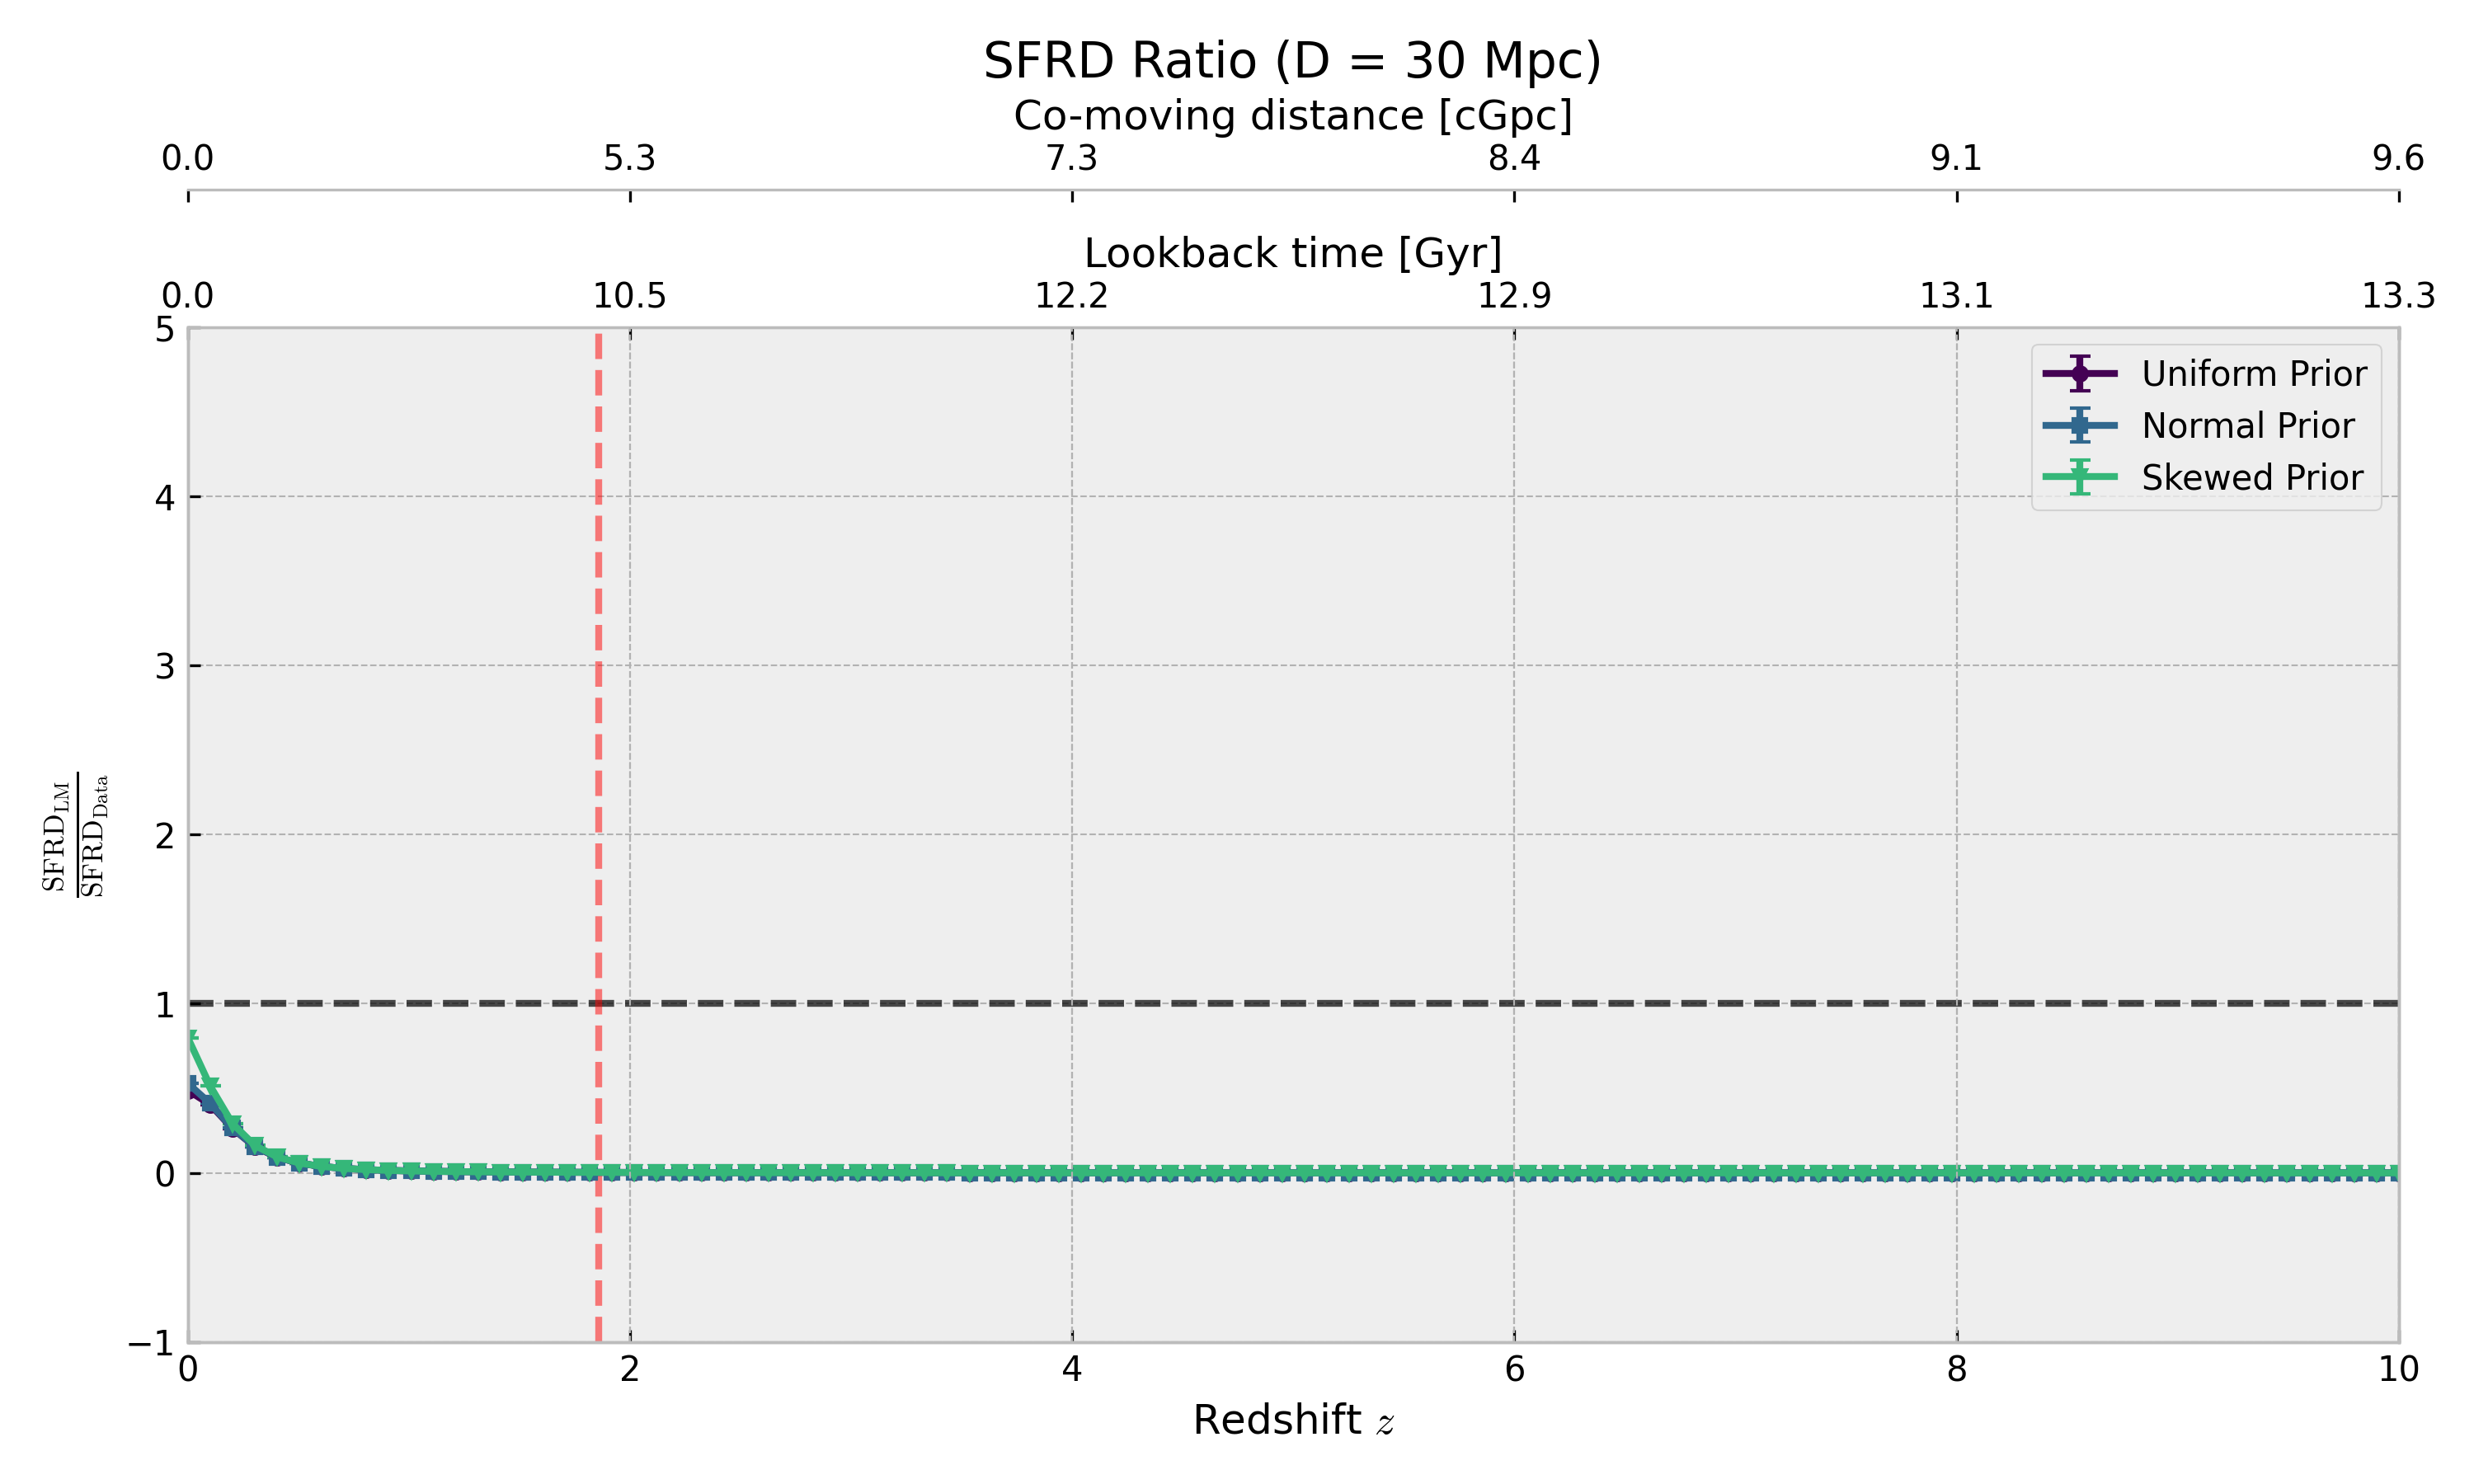 SFRD Ratio (D = 30 Mpc)
Co-moving distance [cGpc]
0.0 5.3 7.3 8.4 9.1 9.6
Lookback time [Gyr]
0.0 10.5 12.2 12.9 13.1 13.3
Uniform Prior
Normal Prior
Skewed Prior
5
4
3
2
1
0
−1
SFRD_LM
SFRD_Data
0 2 4 6 8 10
Redshift z